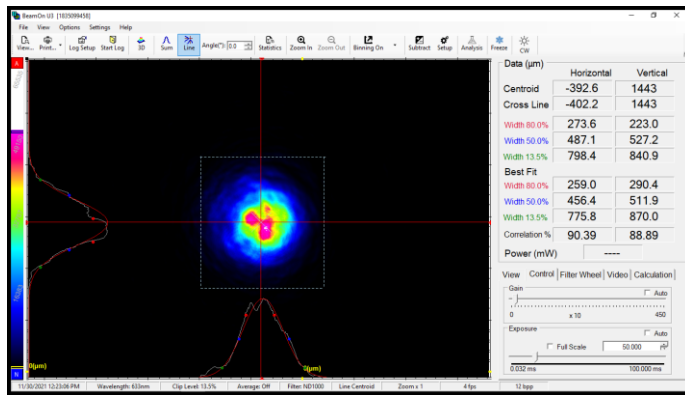 BeamOn U3 [1035099458]
File View Options Settings Help
View... Print... Log Setup Start Log 3D Sum Line Angle(°): 0.0 Statistics Zoom In Zoom Out Binning On Subtract Setup Analysis Freeze CW
A
N
0(µm)
0(µm)
Data (µm)
Horizontal Vertical
Centroid -392.6 1443
Cross Line -402.2 1443
Width 80.0% 273.6 223.0
Width 50.0% 487.1 527.2
Width 13.5% 798.4 840.9
Best Fit
Width 80.0% 259.0 290.4
Width 50.0% 456.4 511.9
Width 13.5% 775.8 870.0
Correlation % 90.39 88.89
Power (mW) ----
View Control Filter Wheel Video Calculation
Gain
Auto
0 x 10 450
Exposure
Auto
Full Scale 50.000
0.032 ms 100.000 ms
11/30/2021 12:23:06 PM Wavelength: 633nm Clip Level: 13.5% Average: Off Filter: ND1000 Line Centroid Zoom x 1 4 fps 12 bpp